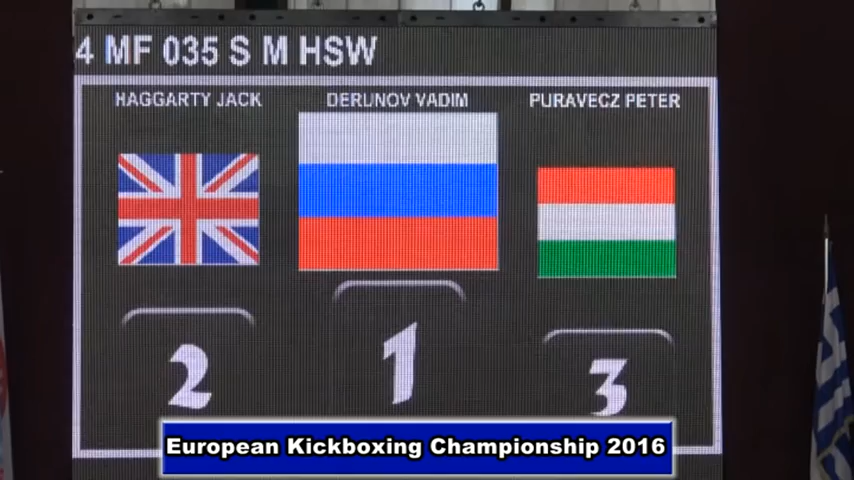 4 MF 035 S M HSW
HAGGARTY JACK
DERUNOV VADIM
PURAVECZ PETER
2
1
3
European Kickboxing Championship 2016